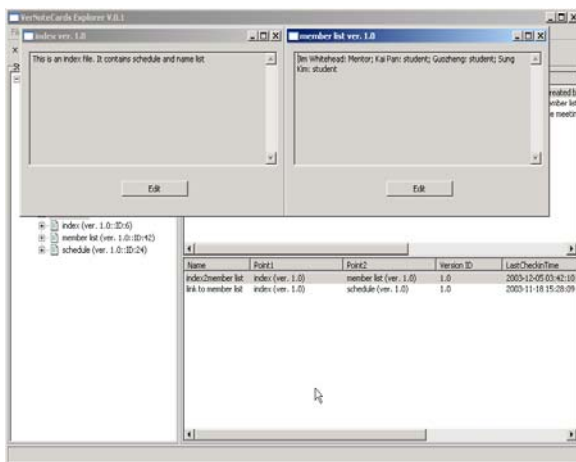 VerNoteCards Explorer V.0.1
index ver. 1.0
member list ver. 1.0
This is an index file. It contains schedule and name list
Jim Whitehead: Mentor; Kai Pan: student; Guozheng: student; Sung
Kim: student
Edit
Edit
reated b
mber list
e meetin
index (ver. 1.0::ID:6)
member list (ver. 1.0::ID:42)
schedule (ver. 1.0::ID:24)
Name Point1 Point2 Version ID LastCheckinTime
index2member list index (ver. 1.0) member list (ver. 1.0) 1.0 2003-12-05 03:42:10
link to member list index (ver. 1.0) schedule (ver. 1.0) 1.0 2003-11-18 15:28:09